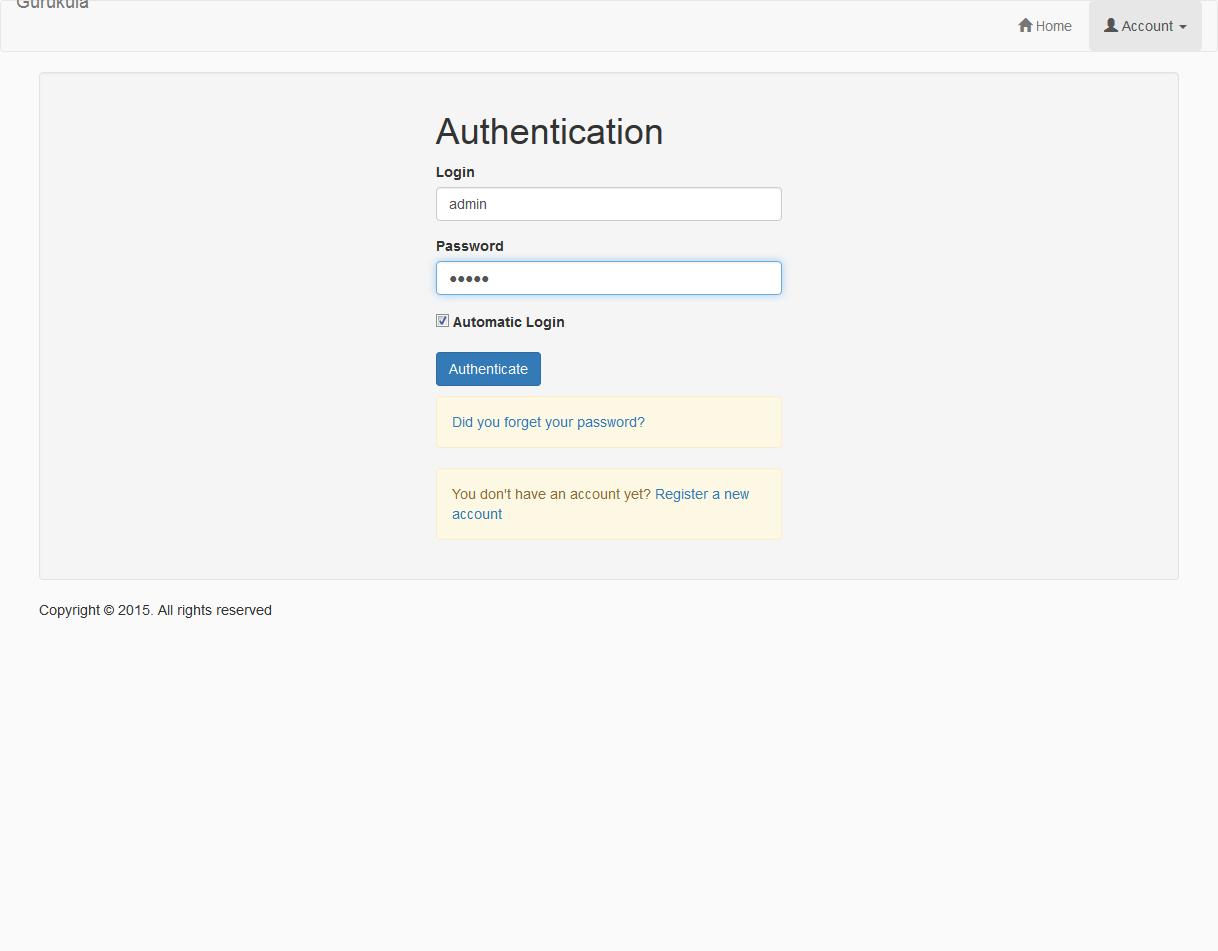 Gurukula
Home
Account
Authentication
Login
admin
Password
•••••
Automatic Login
Authenticate
Did you forget your password?
You don't have an account yet? Register a new
account
Copyright © 2015. All rights reserved